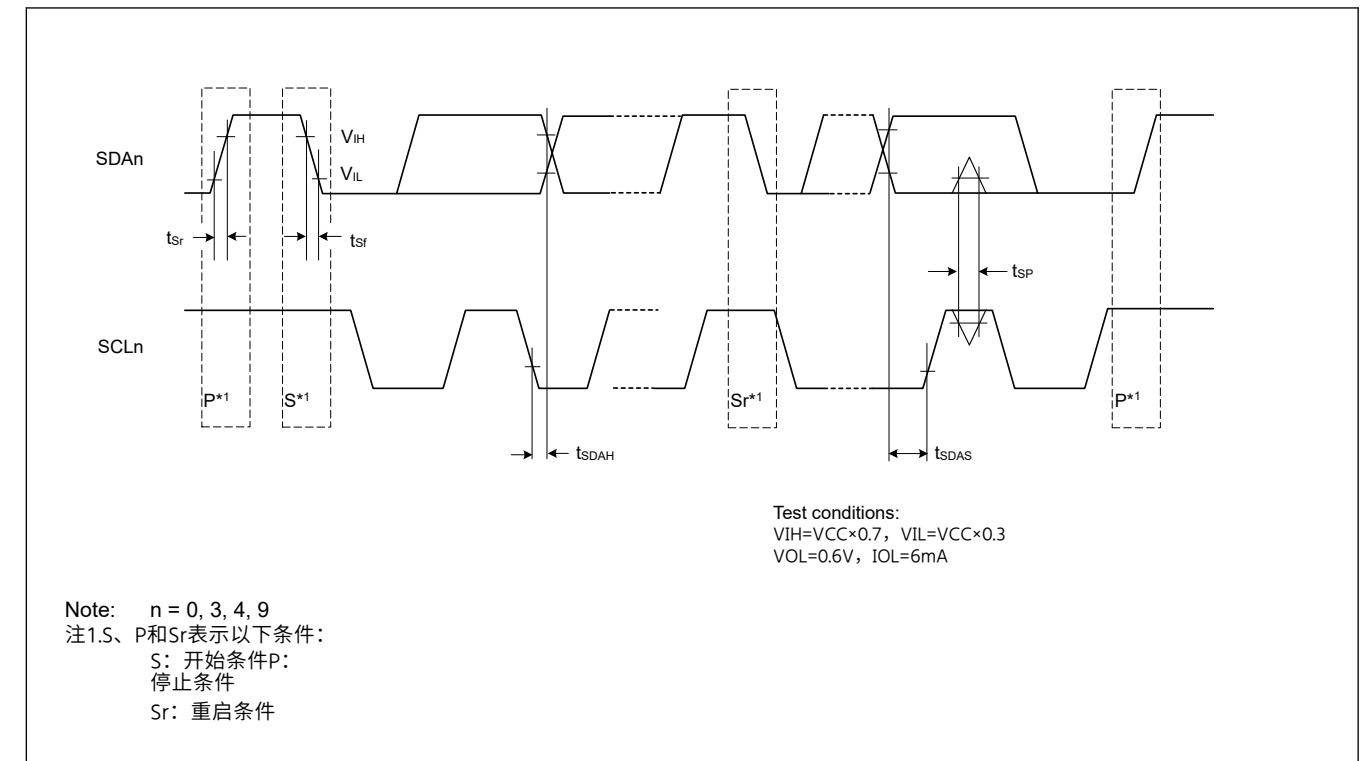 VIH
SDAn
VIL
tSr
tSf
tSP
SCLn
P*1
S*1
Sr*1
P*1
tSDAH
tSDAS
Test conditions:
VIH=VCC×0.7，VIL=VCC×0.3
VOL=0.6V，IOL=6mA
Note: n = 0, 3, 4, 9
注1.S、P和Sr表示以下条件：
S：开始条件P：
停止条件
Sr：重启条件